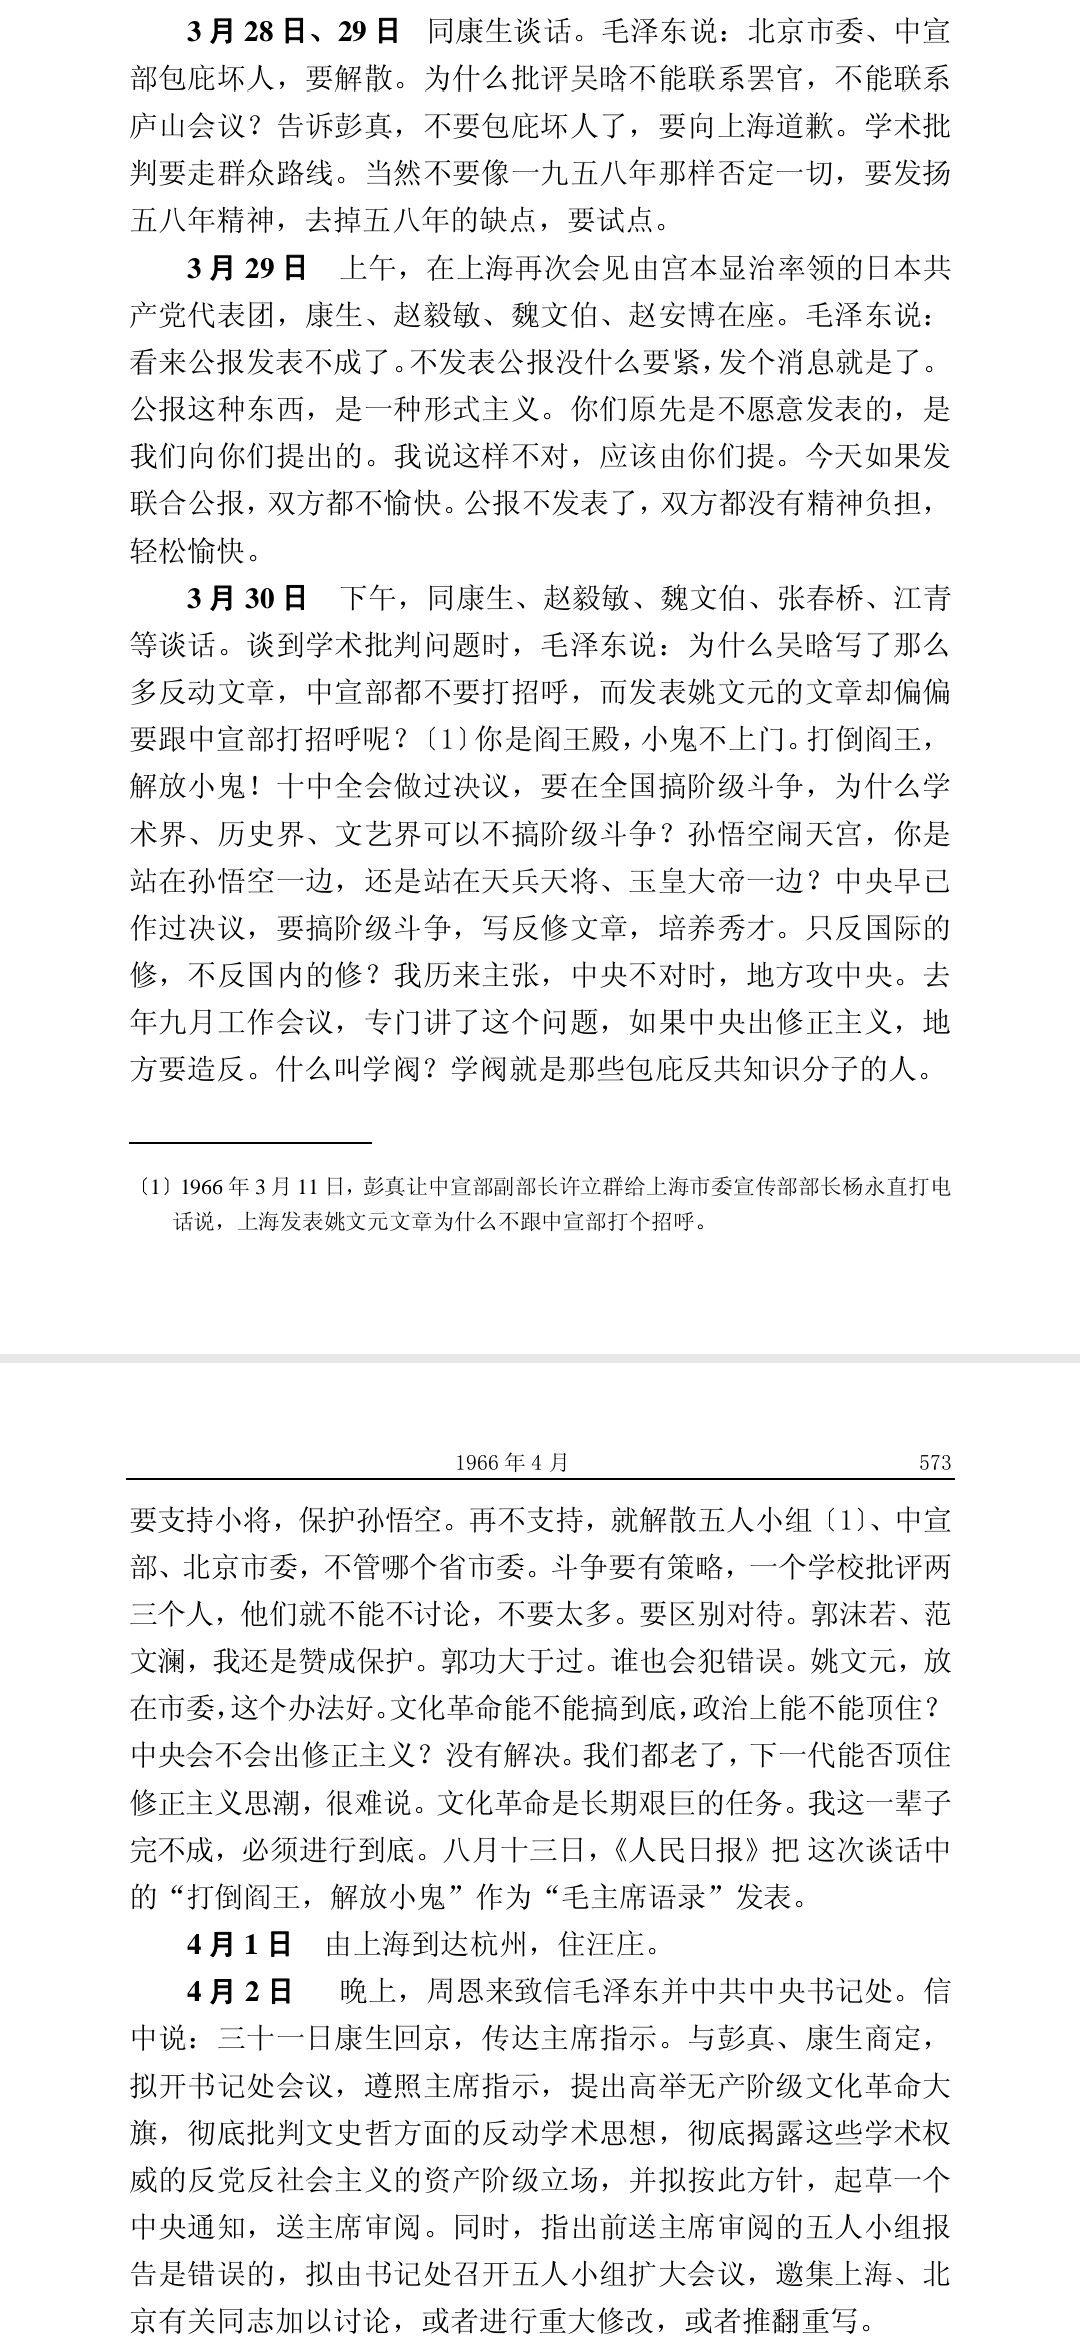 3月28日、29日 同康生谈话。毛泽东说：北京市委、中宣
部包庇坏人，要解散。为什么批评吴晗不能联系罢官，不能联系
庐山会议？告诉彭真，不要包庇坏人了，要向上海道歉。学术批
判要走群众路线。当然不要像一九五八年那样否定一切，要发扬
五八年精神，去掉五八年的缺点，要试点。
3月29日 上午，在上海再次会见由宫本显治率领的日本共
产党代表团，康生、赵毅敏、魏文伯、赵安博在座。毛泽东说：
看来公报发表不成了。不发表公报没什么要紧，发个消息就是了。
公报这种东西，是一种形式主义。你们原先是不愿意发表的，是
我们向你们提出的。我说这样不对，应该由你们提。今天如果发
联合公报，双方都不愉快。公报不发表了，双方都没有精神负担，
轻松愉快。
3月30日 下午，同康生、赵毅敏、魏文伯、张春桥、江青
等谈话。谈到学术批判问题时，毛泽东说：为什么吴晗写了那么
多反动文章，中宣部都不要打招呼，而发表姚文元的文章却偏偏
要跟中宣部打招呼呢？〔1〕你是阎王殿，小鬼不上门。打倒阎王，
解放小鬼！十中全会做过决议，要在全国搞阶级斗争，为什么学
术界、历史界、文艺界可以不搞阶级斗争？孙悟空闹天宫，你是
站在孙悟空一边，还是站在天兵天将、玉皇大帝一边？中央早已
作过决议，要搞阶级斗争，写反修文章，培养秀才。只反国际的
修，不反国内的修？我历来主张，中央不对时，地方攻中央。去
年九月工作会议，专门讲了这个问题，如果中央出修正主义，地
方要造反。什么叫学阀？学阀就是那些包庇反共知识分子的人。
〔1〕1966年3月11日，彭真让中宣部副部长许立群给上海市委宣传部部长杨永直打电
话说，上海发表姚文元文章为什么不跟中宣部打个招呼。
1966年4月 573
要支持小将，保护孙悟空。再不支持，就解散五人小组〔1〕、中宣
部、北京市委，不管哪个省市委。斗争要有策略，一个学校批评两
三个人，他们就不能不讨论，不要太多。要区别对待。郭沫若、范
文澜，我还是赞成保护。郭功大于过。谁也会犯错误。姚文元，放
在市委，这个办法好。文化革命能不能搞到底，政治上能不能顶住？
中央会不会出修正主义？没有解决。我们都老了，下一代能否顶住
修正主义思潮，很难说。文化革命是长期艰巨的任务。我这一辈子
完不成，必须进行到底。八月十三日，《人民日报》把 这次谈话中
的“打倒阎王，解放小鬼”作为“毛主席语录”发表。
4月1日 由上海到达杭州，住汪庄。
4月2日 晚上，周恩来致信毛泽东并中共中央书记处。信
中说：三十一日康生回京，传达主席指示。与彭真、康生商定，
拟开书记处会议，遵照主席指示，提出高举无产阶级文化革命大
旗，彻底批判文史哲方面的反动学术思想，彻底揭露这些学术权
威的反党反社会主义的资产阶级立场，并拟按此方针，起草一个
中央通知，送主席审阅。同时，指出前送主席审阅的五人小组报
告是错误的，拟由书记处召开五人小组扩大会议，邀集上海、北
京有关同志加以讨论，或者进行重大修改，或者推翻重写。